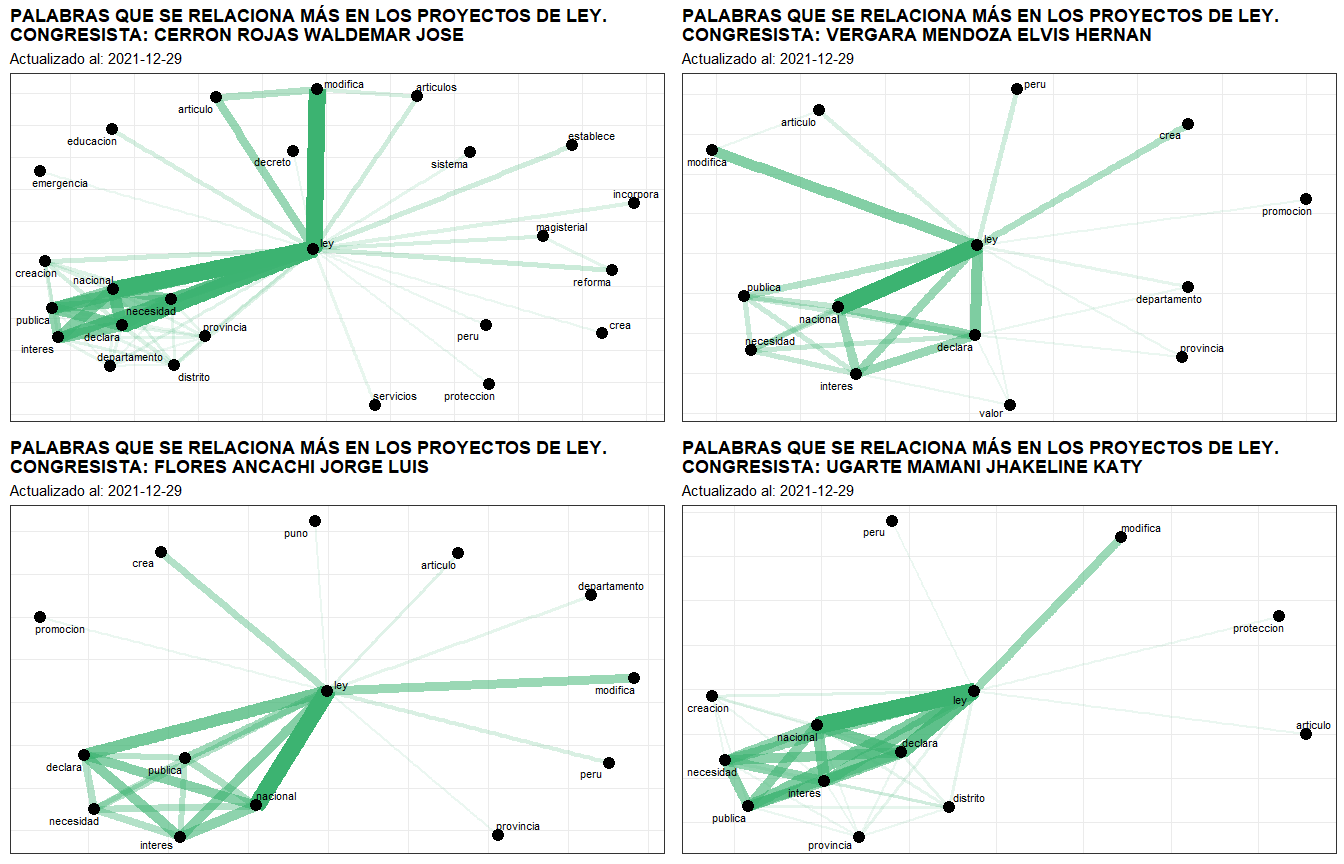 PALABRAS QUE SE RELACIONA MÁS EN LOS PROYECTOS DE LEY.
CONGRESISTA: CERRON ROJAS WALDEMAR JOSE
Actualizado al: 2021-12-29
modifica
articulos
articulo
educacion
decreto
establece
sistema
emergencia
incorpora
magisterial
ley
creacion
nacional
reforma
necesidad
publica
declara
provincia
crea
peru
interes
departamento
distrito
servicios
proteccion
PALABRAS QUE SE RELACIONA MÁS EN LOS PROYECTOS DE LEY.
CONGRESISTA: VERGARA MENDOZA ELVIS HERNAN
Actualizado al: 2021-12-29
peru
articulo
crea
modifica
promocion
ley
publica
departamento
nacional
necesidad
declara
provincia
interes
valor
PALABRAS QUE SE RELACIONA MÁS EN LOS PROYECTOS DE LEY.
CONGRESISTA: FLORES ANCACHI JORGE LUIS
Actualizado al: 2021-12-29
puno
crea
articulo
departamento
promocion
ley
modifica
declara
publica
peru
nacional
necesidad
provincia
interes
PALABRAS QUE SE RELACIONA MÁS EN LOS PROYECTOS DE LEY.
CONGRESISTA: UGARTE MAMANI JHAKELINE KATY
Actualizado al: 2021-12-29
modifica
peru
proteccion
ley
creacion
articulo
nacional
declara
necesidad
interes
distrito
publica
provincia